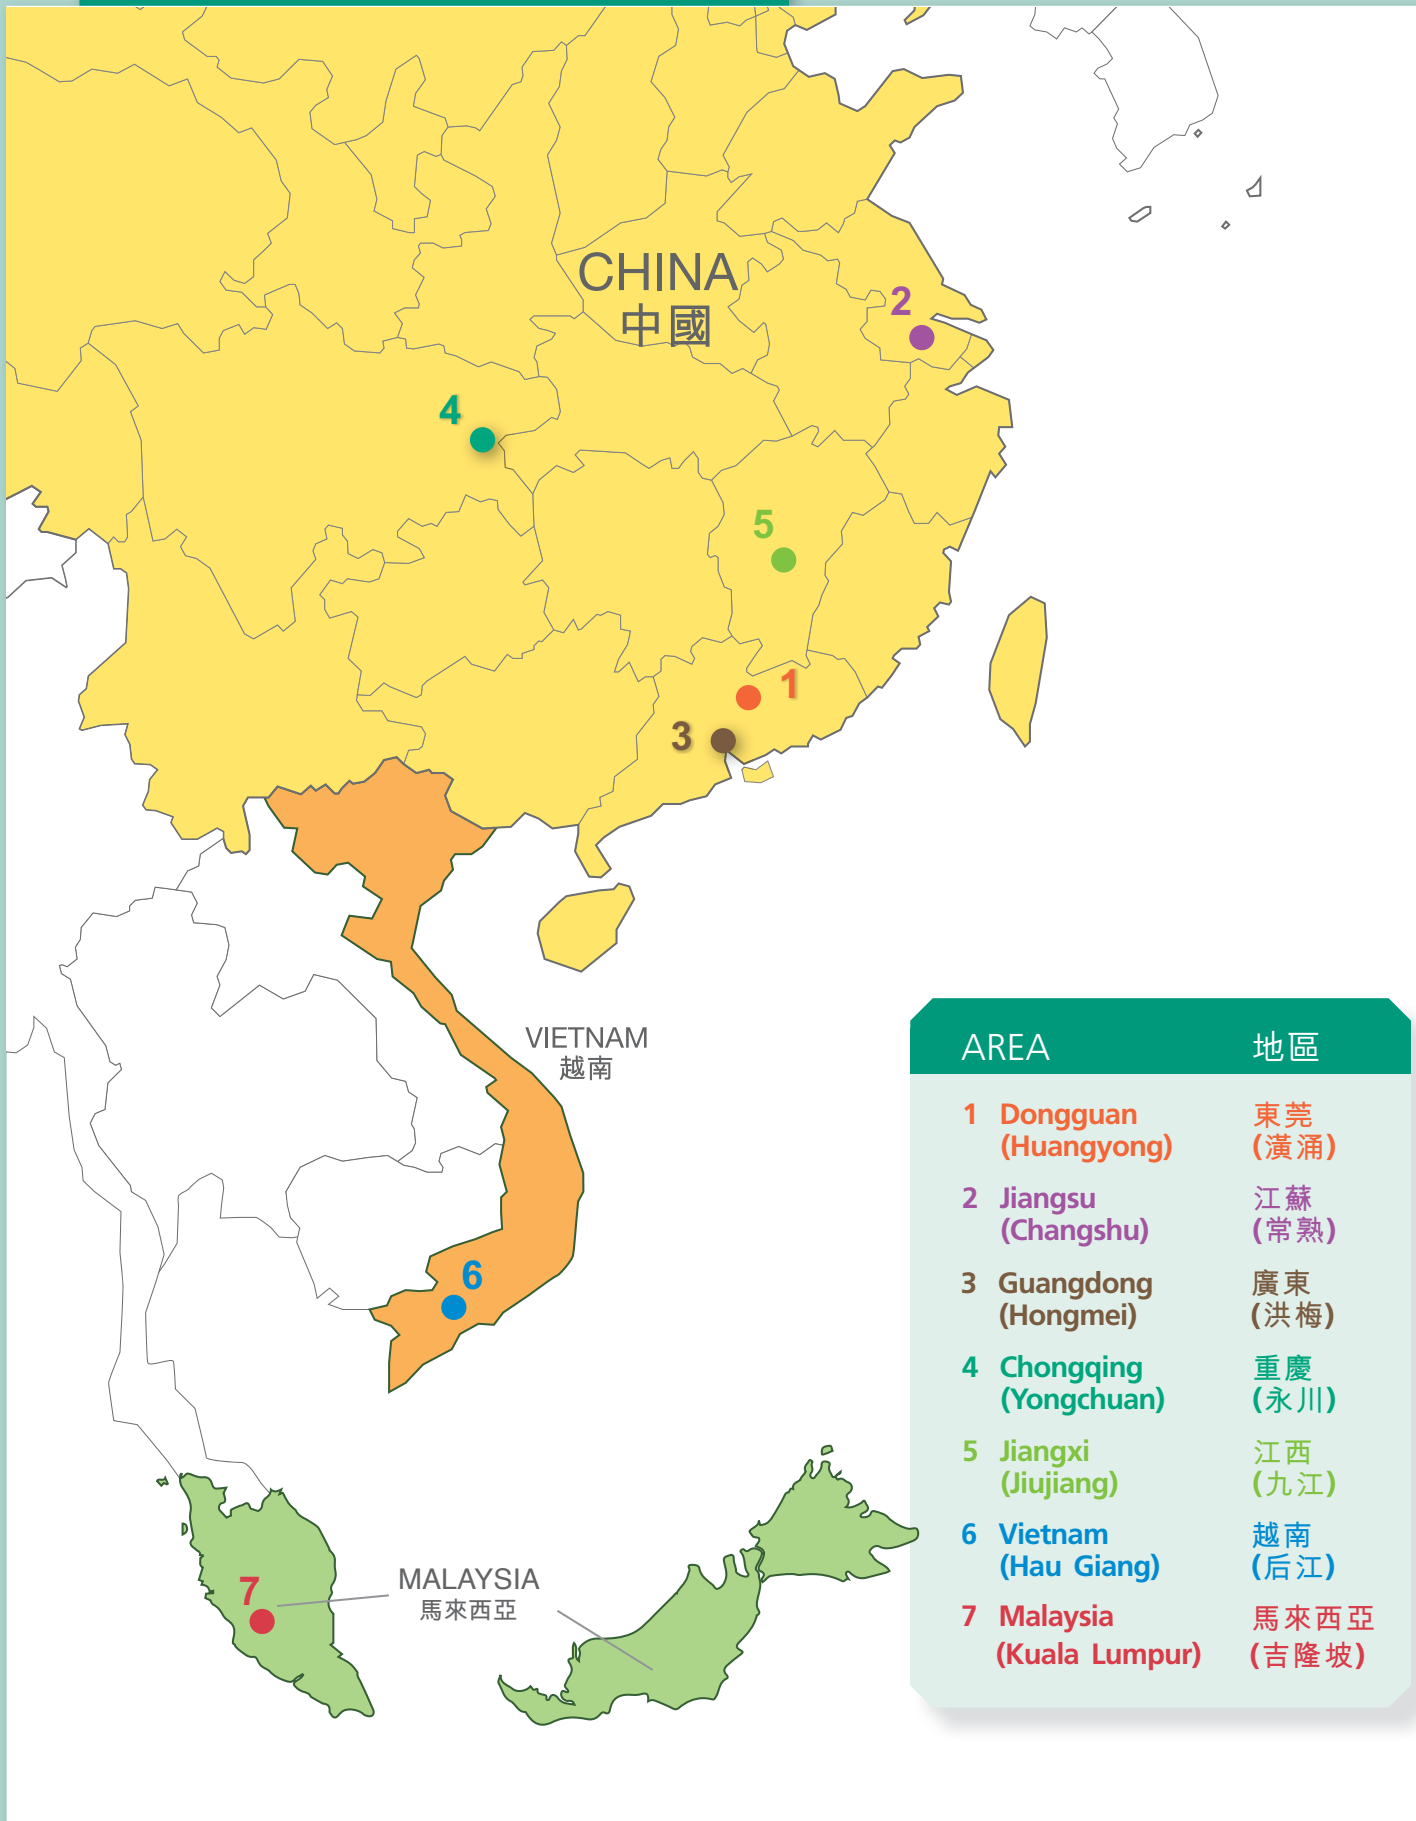 CHINA
中國
2
4
5
1
3
VIETNAM
越南
6
MALAYSIA
馬來西亞
7
AREA 地區
1 Dongguan 東莞
(Huangyong) (潢涌)
2 Jiangsu 江蘇
(Changshu) (常熟)
3 Guangdong 廣東
(Hongmei) (洪梅)
4 Chongqing 重慶
(Yongchuan) (永川)
5 Jiangxi 江西
(Jiujiang) (九江)
6 Vietnam 越南
(Hau Giang) (后江)
7 Malaysia 馬來西亞
(Kuala Lumpur) (吉隆坡)